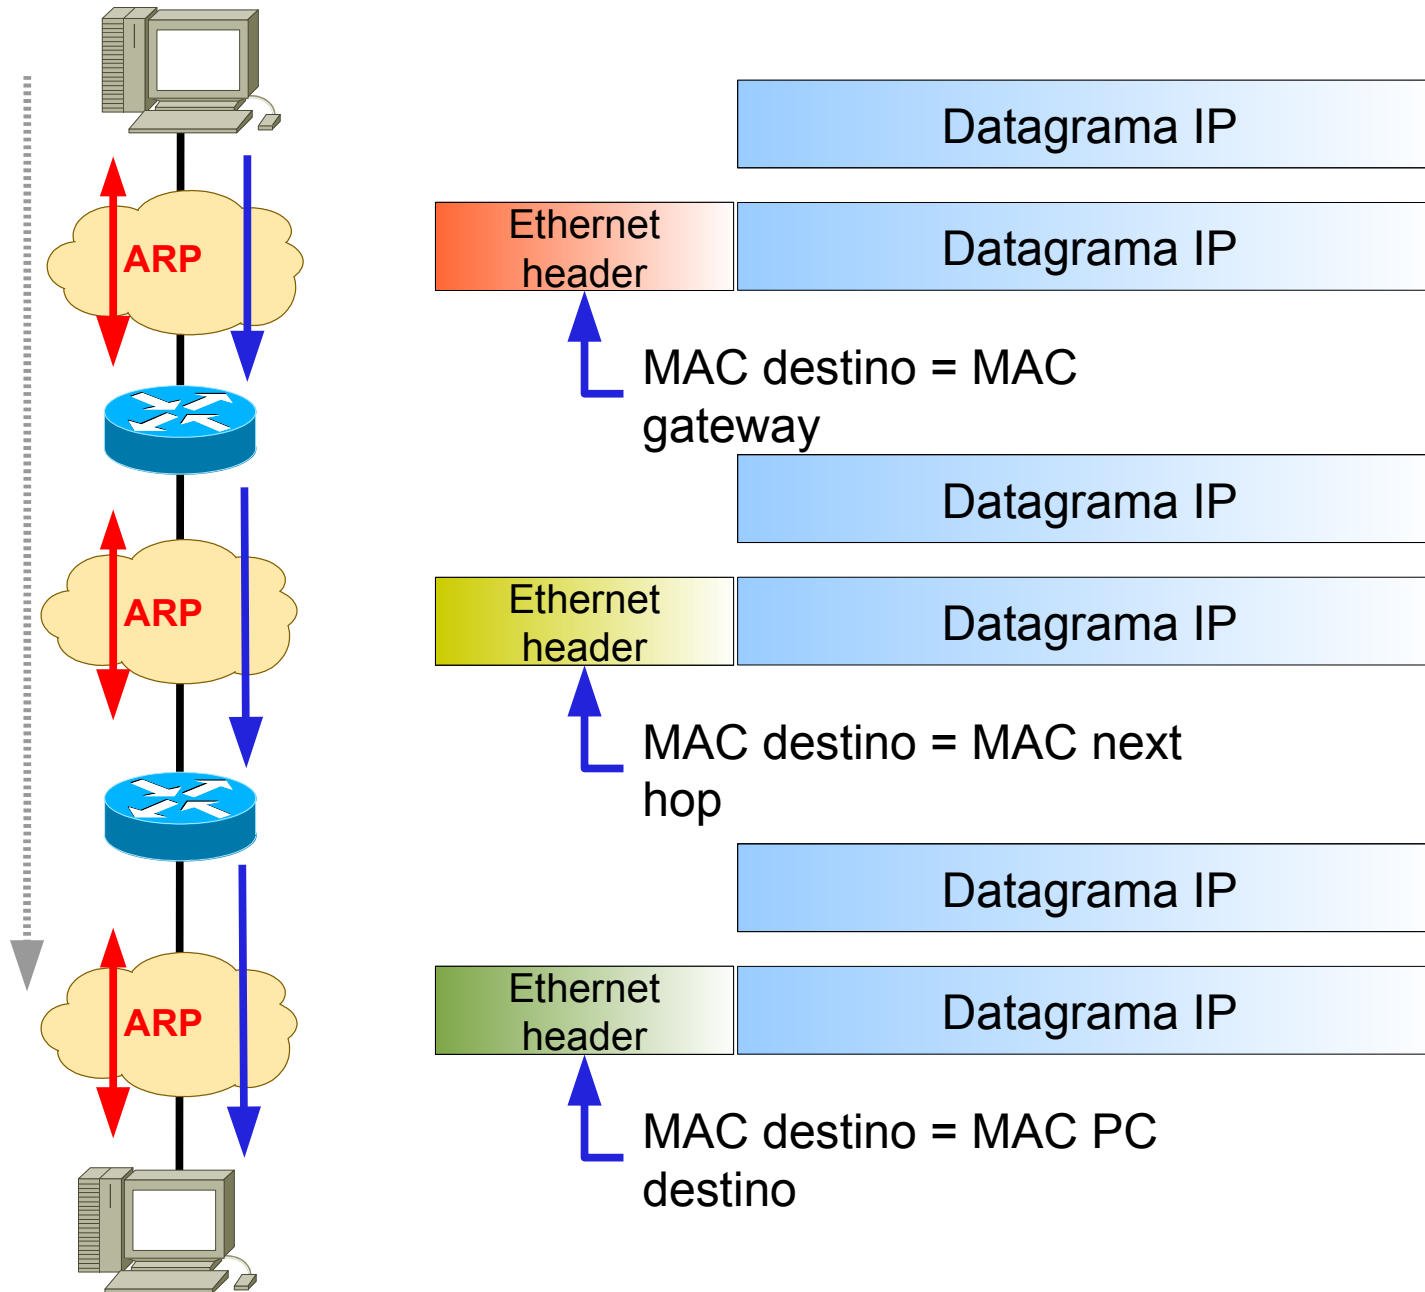 Datagrama IP
Ethernet
header
Datagrama IP
ARP
MAC destino = MAC
gateway
Datagrama IP
Ethernet
header
Datagrama IP
ARP
MAC destino = MAC next
hop
Datagrama IP
Ethernet
header
Datagrama IP
ARP
MAC destino = MAC PC
destino